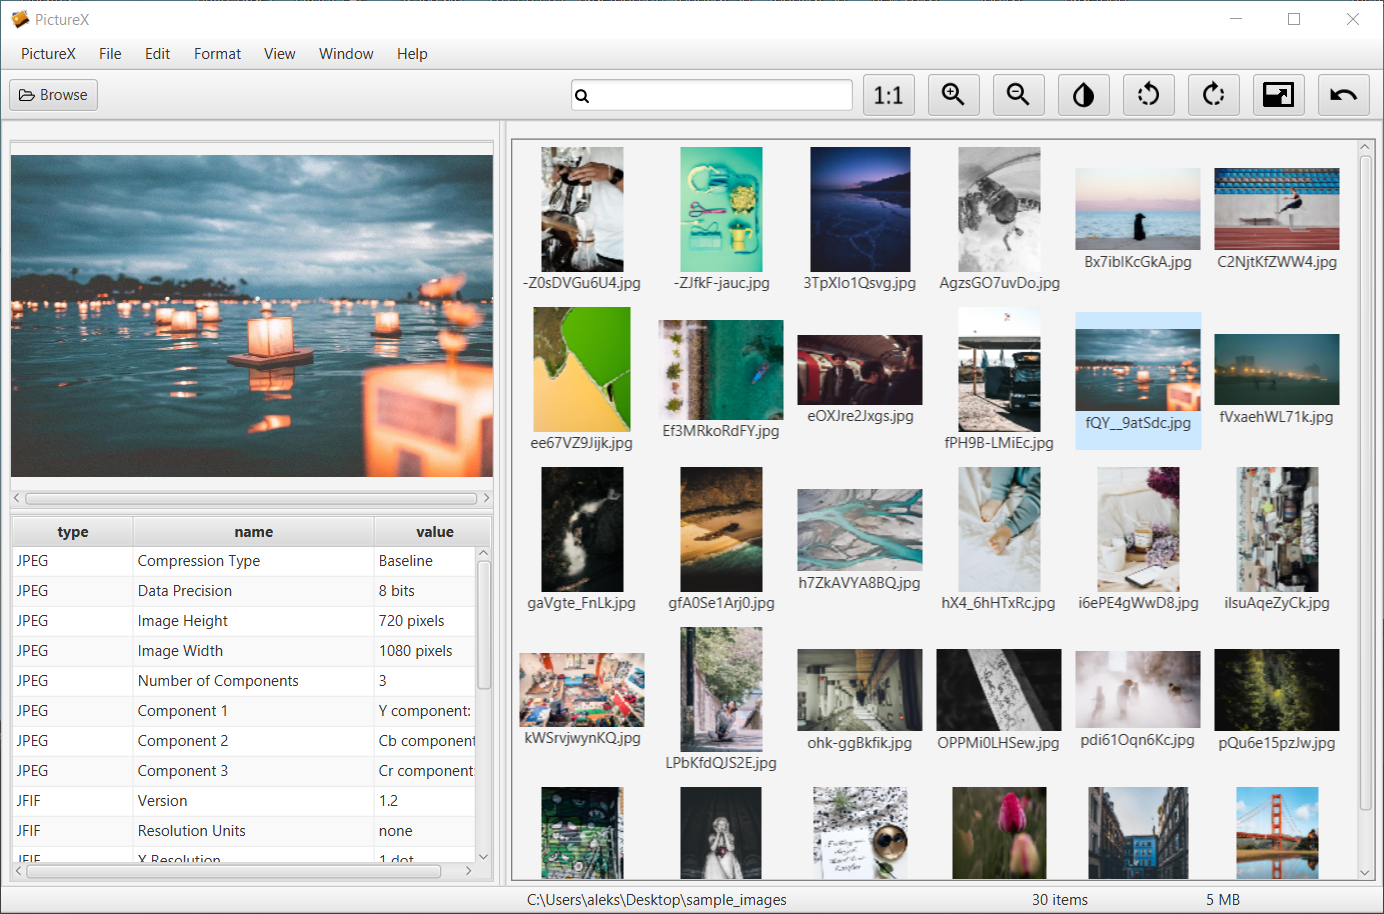 PictureX
PictureX File Edit Format View Window Help
Browse
1:1
-Z0sDVGu6U4.jpg
-ZJfkF-jauc.jpg
3TpXIo1Qsvg.jpg
AgzsGO7uvDo.jpg
Bx7iblKcGkA.jpg
C2NjtKfZWW4.jpg
ee67VZ9Jijk.jpg
Ef3MRkoRdFY.jpg
eOXJre2Jxgs.jpg
fPH9B-LMiEc.jpg
fQY__9atSdc.jpg
fVxaehWL71k.jpg
gaVgte_FnLk.jpg
gfA0Se1Arj0.jpg
h7ZkAVYA8BQ.jpg
hX4_6hHTxRc.jpg
i6ePE4gWwD8.jpg
ilsuAqeZyCk.jpg
kWSrvjwynKQ.jpg
LPbKfdQJS2E.jpg
ohk-ggBkfik.jpg
OPPMi0LHSew.jpg
pdi61Oqn6Kc.jpg
pQu6e15pzJw.jpg
type name value
JPEG Compression Type Baseline
JPEG Data Precision 8 bits
JPEG Image Height 720 pixels
JPEG Image Width 1080 pixels
JPEG Number of Components 3
JPEG Component 1 Y component:
JPEG Component 2 Cb component
JPEG Component 3 Cr component:
JFIF Version 1.2
JFIF Resolution Units none
JFIF X Resolution 1 dot
C:\Users\aleks\Desktop\sample_images 30 items 5 MB